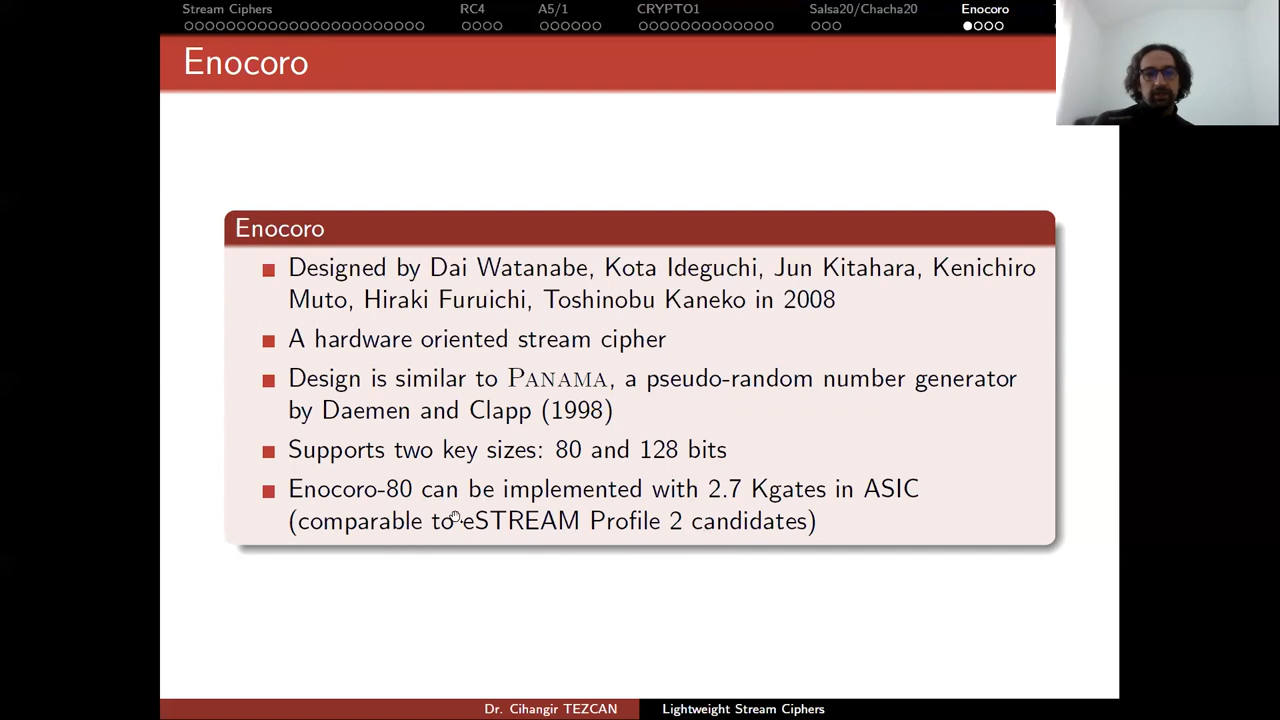 Stream Ciphers RC4 A5/1 CRYPTO1 Salsa20/Chacha20 Enocoro
Enocoro
Enocoro
Designed by Dai Watanabe, Kota Ideguchi, Jun Kitahara, Kenichiro
Muto, Hiraki Furuichi, Toshinobu Kaneko in 2008
A hardware oriented stream cipher
Design is similar to PANAMA, a pseudo-random number generator
by Daemen and Clapp (1998)
Supports two key sizes: 80 and 128 bits
Enocoro-80 can be implemented with 2.7 Kgates in ASIC
(comparable to eSTREAM Profile 2 candidates)
Dr. Cihangir TEZCAN Lightweight Stream Ciphers